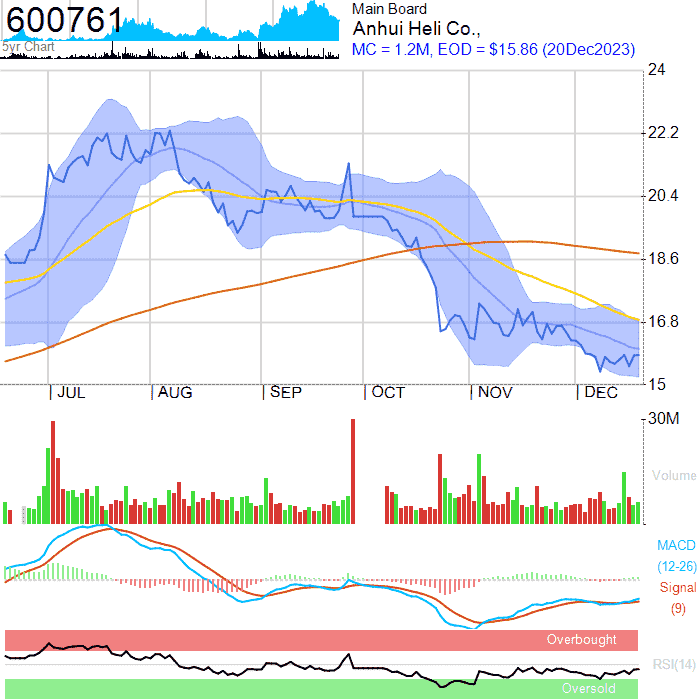 600761
5yr Chart
Main Board
Anhui Heli Co.,
MC = 1.2M, EOD = $15.86 (20Dec2023)
24
22.2
20.4
18.6
16.8
15
JUL AUG SEP OCT NOV DEC
30M
Volume
MACD
(12-26)
Signal
(9)
Overbought
RSI(14)
Oversold